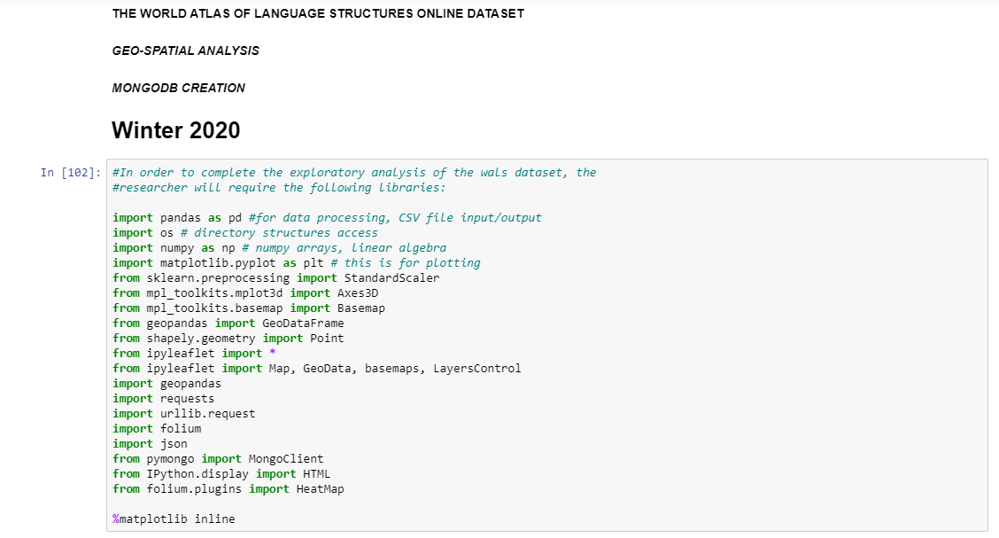 THE WORLD ATLAS OF LANGUAGE STRUCTURES ONLINE DATASET
GEO-SPATIAL ANALYSIS
MONGODB CREATION
Winter 2020
In [102]:
#In order to complete the exploratory analysis of the wals dataset, the
#researcher will require the following libraries:
import pandas as pd #for data processing, CSV file input/output
import os # directory structures access
import numpy as np # numpy arrays, linear algebra
import matplotlib.pyplot as plt # this is for plotting
from sklearn.preprocessing import StandardScaler
from mpl_toolkits.mplot3d import Axes3D
from mpl_toolkits.basemap import Basemap
from geopandas import GeoDataFrame
from shapely.geometry import Point
from ipyleaflet import *
from ipyleaflet import Map, GeoData, basemaps, LayersControl
import geopandas
import requests
import urllib.request
import folium
import json
from pymongo import MongoClient
from IPython.display import HTML
from folium.plugins import HeatMap
%matplotlib inline